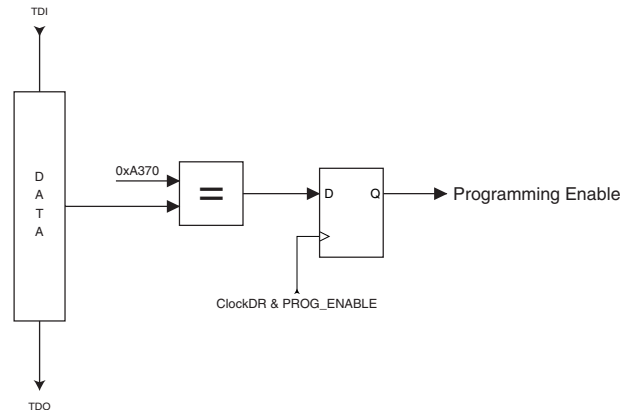 TDI
D
A
T
A
0xA370
=
D
Q
Programming Enable
ClockDR & PROG_ENABLE
TDO